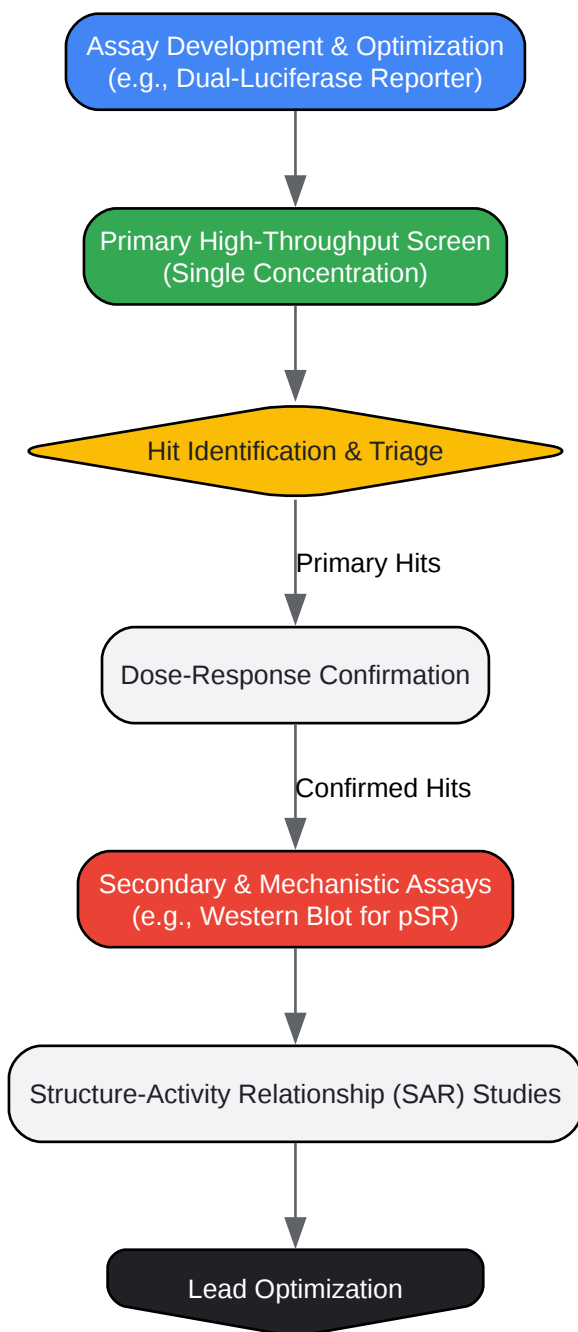 Assay Development & Optimization
(e.g., Dual-Luciferase Reporter)
Primary High-Throughput Screen
(Single Concentration)
Hit Identification & Triage
Primary Hits
Dose-Response Confirmation
Confirmed Hits
Secondary & Mechanistic Assays
(e.g., Western Blot for pSR)
Structure-Activity Relationship (SAR) Studies
Lead Optimization